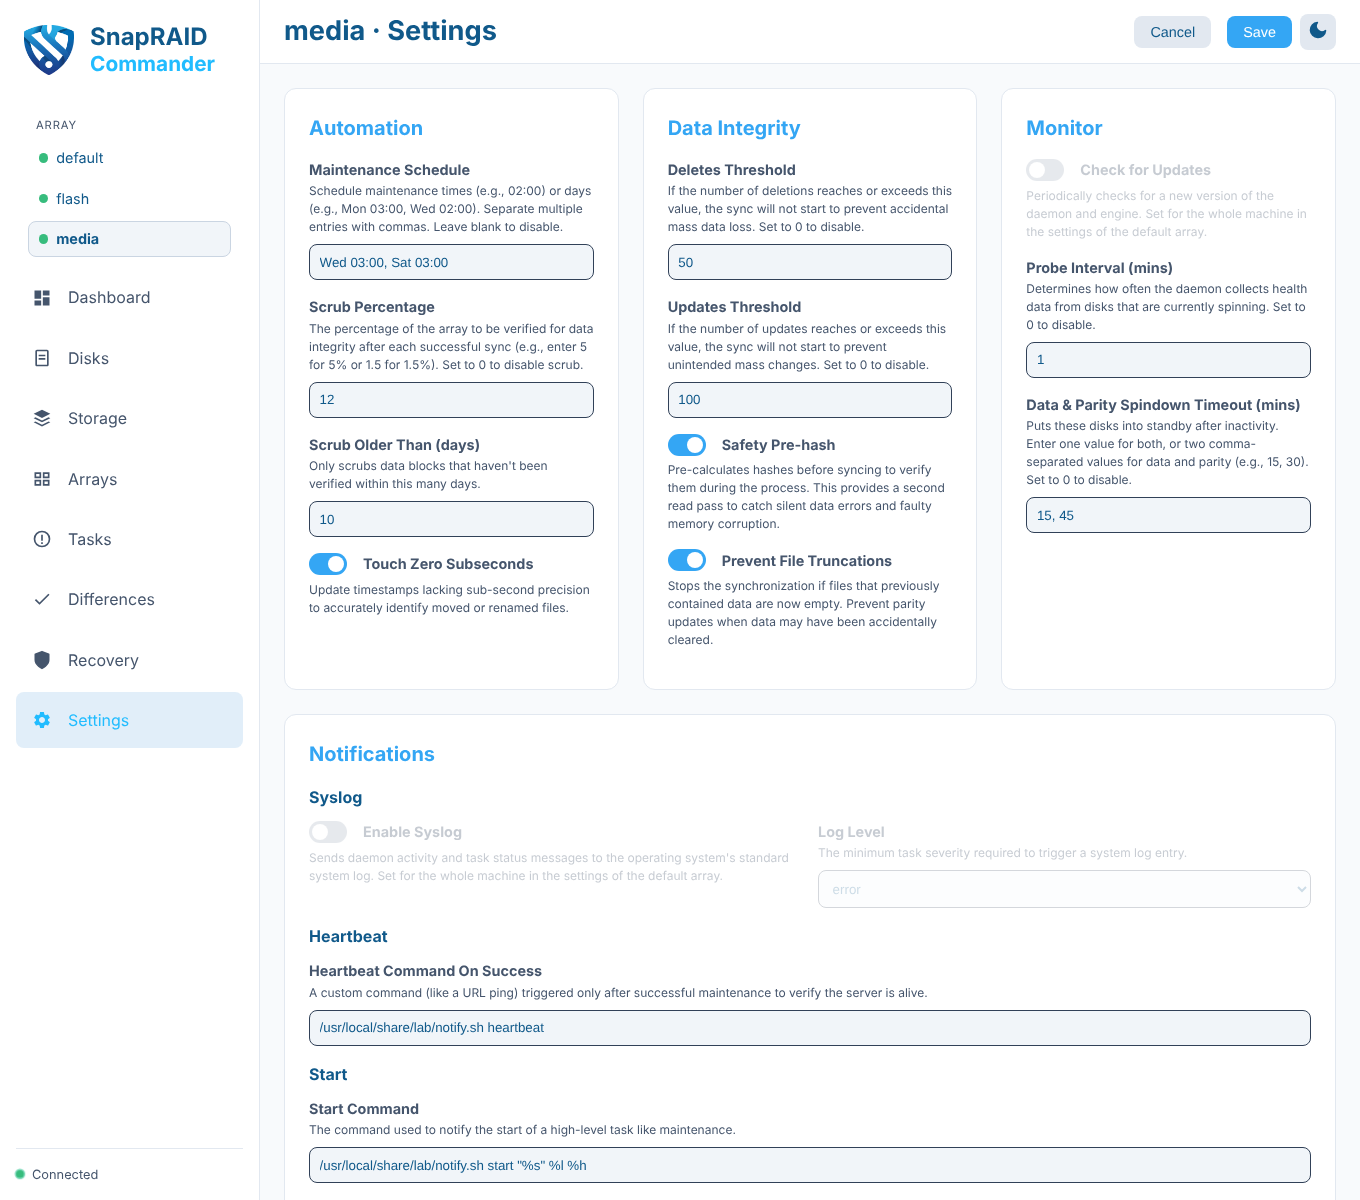 SnapRAID
Commander
ARRAY
default
flash
media
Dashboard
Disks
Storage
Arrays
Tasks
Differences
Recovery
Settings
Connected
media · Settings
Cancel
Save
Automation
Maintenance Schedule
Schedule maintenance times (e.g., 02:00) or days
(e.g., Mon 03:00, Wed 02:00). Separate multiple
entries with commas. Leave blank to disable.
Wed 03:00, Sat 03:00
Scrub Percentage
The percentage of the array to be verified for data
integrity after each successful sync (e.g., enter 5
for 5% or 1.5 for 1.5%). Set to 0 to disable scrub.
12
Scrub Older Than (days)
Only scrubs data blocks that haven't been
verified within this many days.
10
Touch Zero Subseconds
Update timestamps lacking sub-second precision
to accurately identify moved or renamed files.
Data Integrity
Deletes Threshold
If the number of deletions reaches or exceeds this
value, the sync will not start to prevent accidental
mass data loss. Set to 0 to disable.
50
Updates Threshold
If the number of updates reaches or exceeds this
value, the sync will not start to prevent
unintended mass changes. Set to 0 to disable.
100
Safety Pre-hash
Pre-calculates hashes before syncing to verify
them during the process. This provides a second
read pass to catch silent data errors and faulty
memory corruption.
Prevent File Truncations
Stops the synchronization if files that previously
contained data are now empty. Prevent parity
updates when data may have been accidentally
cleared.
Monitor
Check for Updates
Periodically checks for a new version of the
daemon and engine. Set for the whole machine in
the settings of the default array.
Probe Interval (mins)
Determines how often the daemon collects health
data from disks that are currently spinning. Set to
0 to disable.
1
Data & Parity Spindown Timeout (mins)
Puts these disks into standby after inactivity.
Enter one value for both, or two comma-
separated values for data and parity (e.g., 15, 30).
Set to 0 to disable.
15, 45
Notifications
Syslog
Enable Syslog
Sends daemon activity and task status messages to the operating system's standard
system log. Set for the whole machine in the settings of the default array.
Log Level
The minimum task severity required to trigger a system log entry.
error
Heartbeat
Heartbeat Command On Success
A custom command (like a URL ping) triggered only after successful maintenance to verify the server is alive.
/usr/local/share/lab/notify.sh heartbeat
Start
Start Command
The command used to notify the start of a high-level task like maintenance.
/usr/local/share/lab/notify.sh start "%s" %l %h